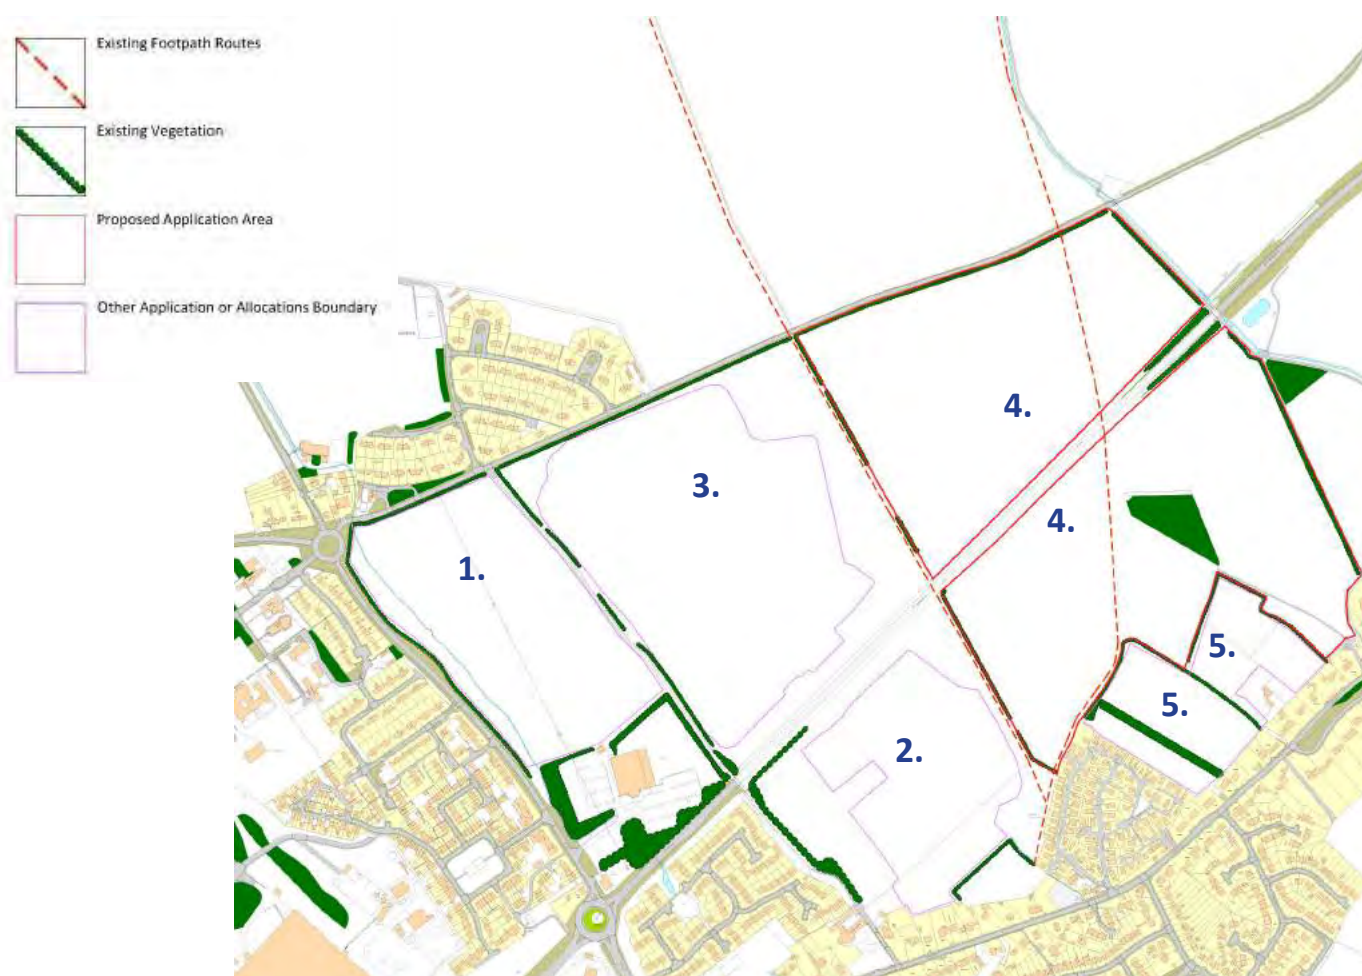 Existing Footpath Routes
Existing Vegetation
Proposed Application Area
Other Application or Allocations Boundary
4.
3.
4.
1.
5.
5.
2.